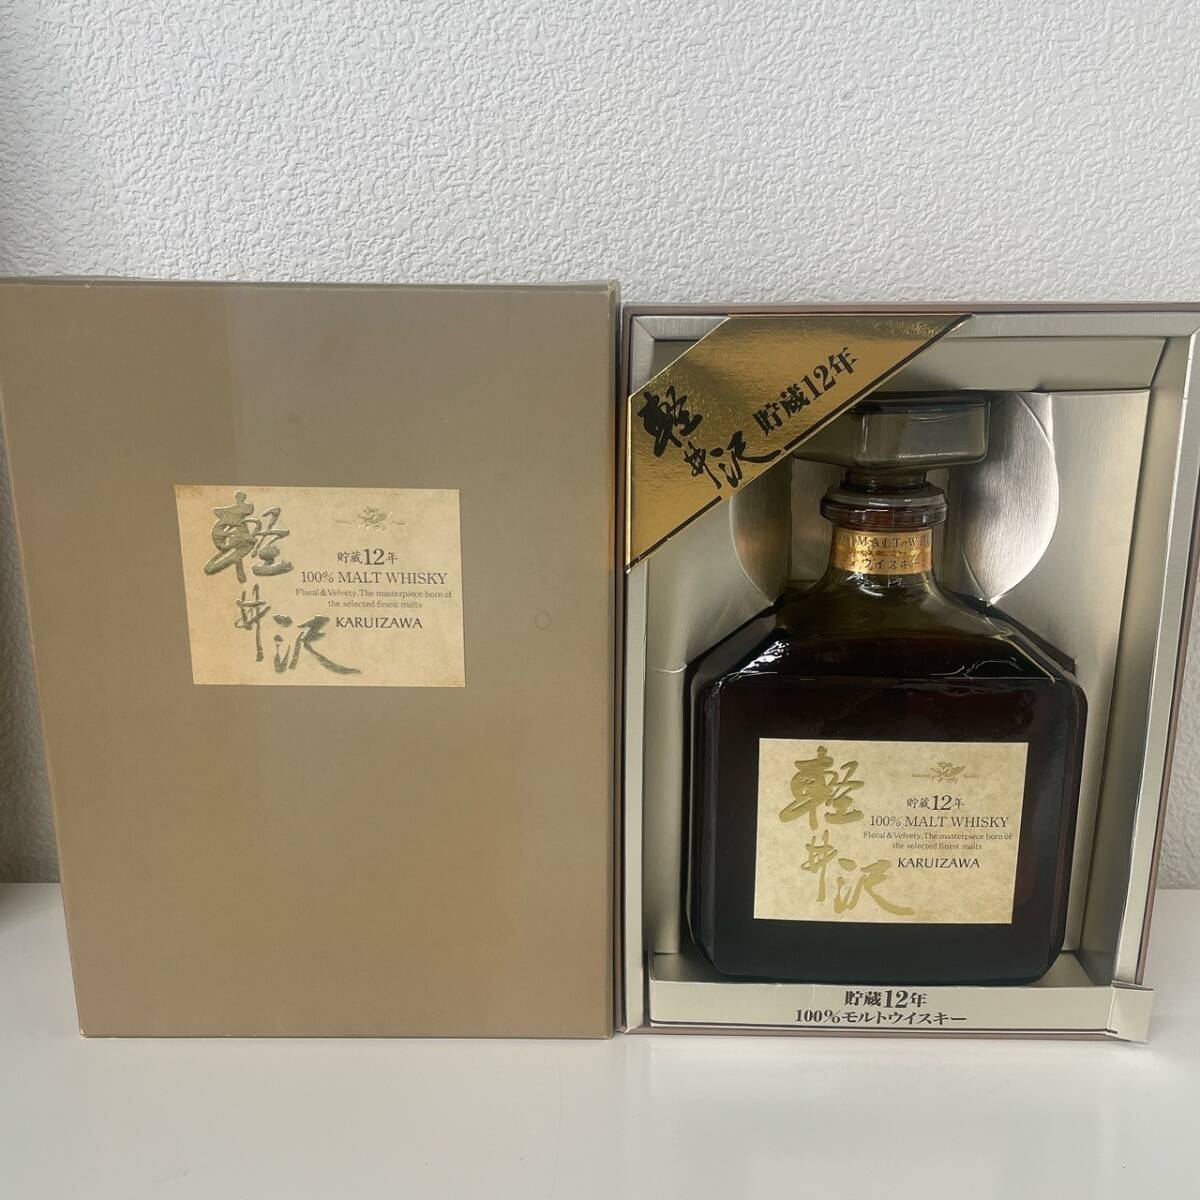 軽井沢
貯蔵12年
100% MALT WHISKY
Floral & Velvety, The masterpiece born of
the selected finest malts
KARUIZAWA
軽井沢
貯蔵12年
MALT WH
ウイスキー
軽井沢
貯蔵12年
100% MALT WHISKY
Floral & Velvety, The masterpiece born of
the selected finest malts
KARUIZAWA
貯蔵12年
100%モルトウイスキー